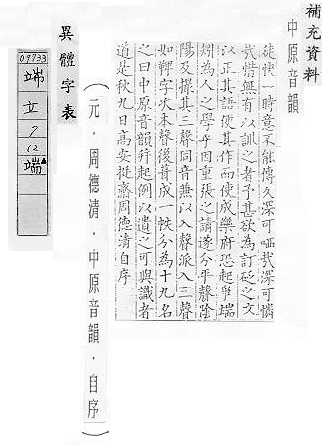 補充資料
中原音韻
徒快一時意不能傳久深可哂哉深可憐
哉惜無有以訓之者予甚欲為訂砭之文
以正其語便其作而使成樂府恐起爭端
矧為人之學乎因重張之請遂分平聲陰
陽及撮其三聲同音兼以入聲派入三聲
如鞞字次本聲後葺成一帙分為十九名
之曰中原音韻并起例以遺之可與識者
道是秋九日高安挺齋周德清自序
（元．周德清．中原音韻．自序）
異體字表
09933
端
立
9
12
端